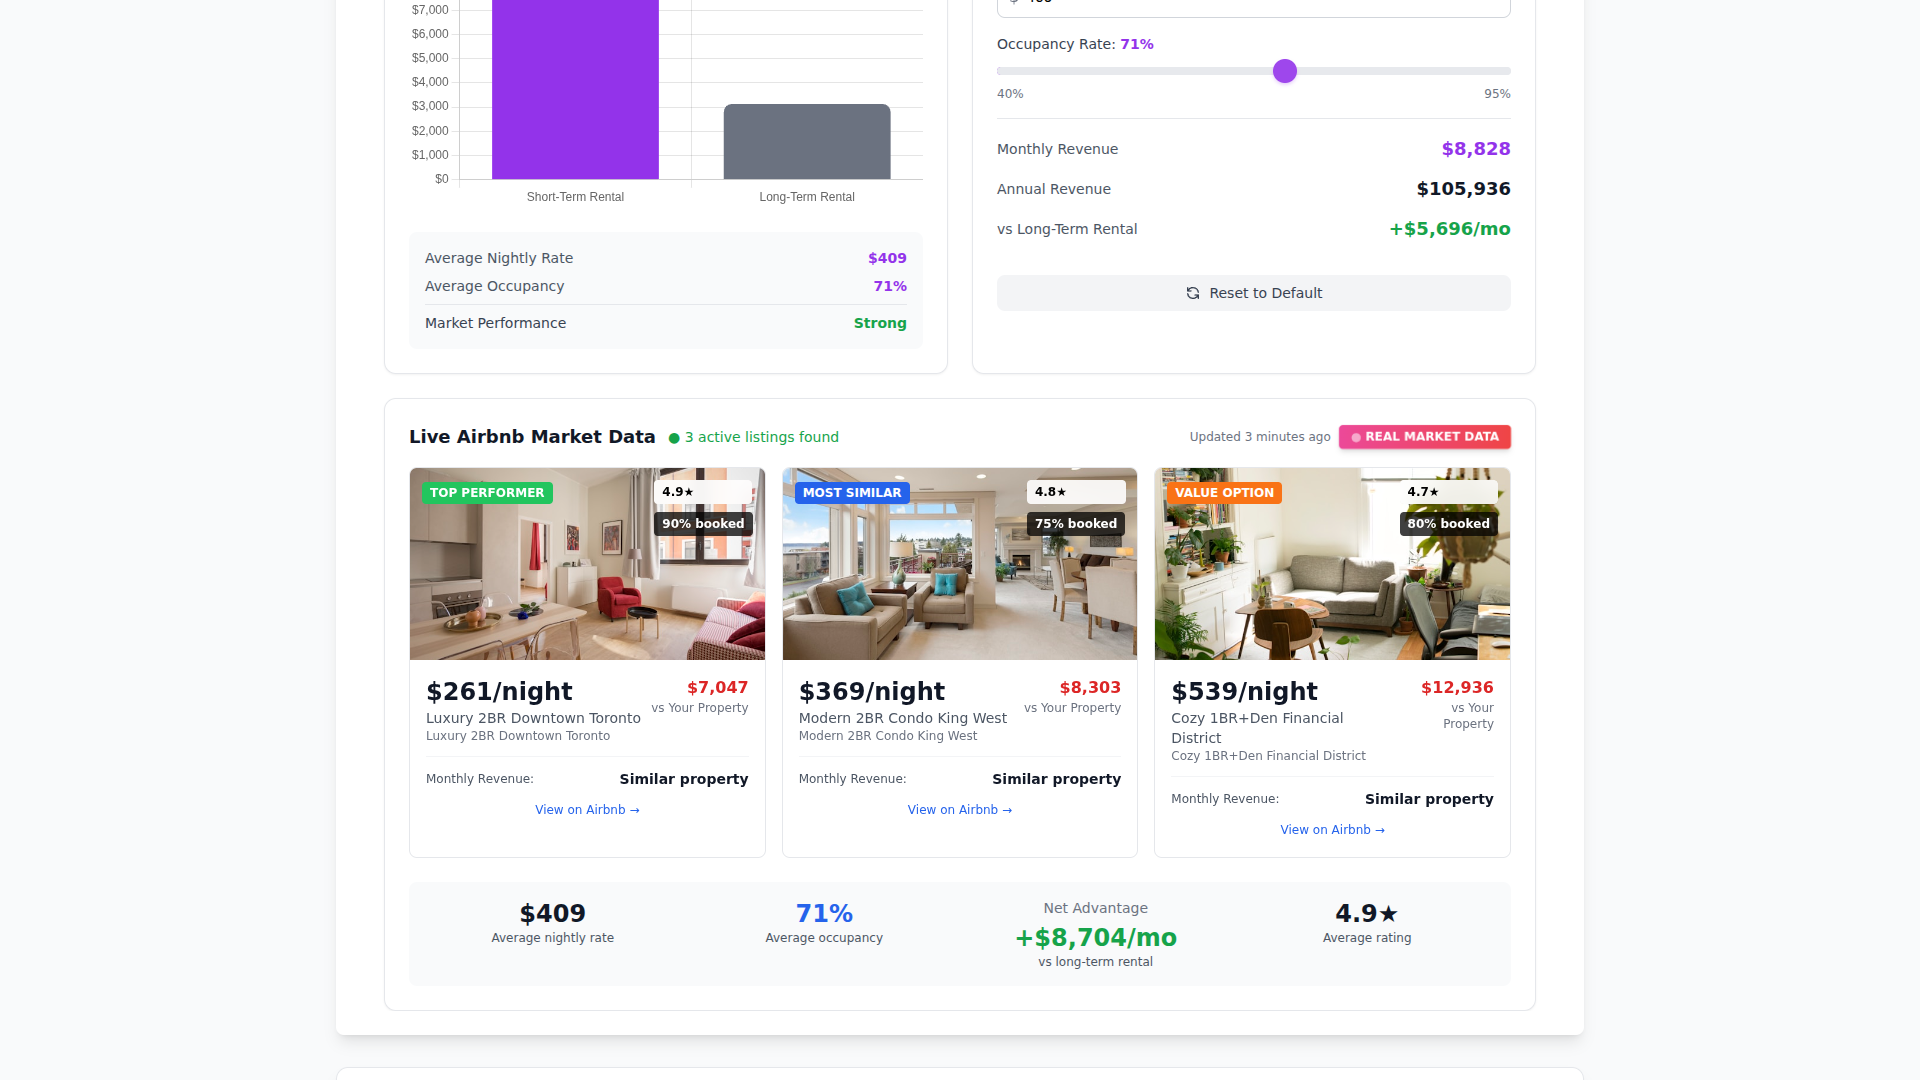 $7,000
$6,000
$5,000
$4,000
$3,000
$2,000
$1,000
$0
Short-Term Rental
Long-Term Rental
Average Nightly Rate
$409
Average Occupancy
71%
Market Performance
Strong
Occupancy Rate: 71%
40%
95%
Monthly Revenue
$8,828
Annual Revenue
$105,936
vs Long-Term Rental
+$5,696/mo
Reset to Default
Live Airbnb Market Data
● 3 active listings found
Updated 3 minutes ago
● REAL MARKET DATA
TOP PERFORMER
4.9★
90% booked
$261/night
$7,047
Luxury 2BR Downtown Toronto
vs Your Property
Luxury 2BR Downtown Toronto
Monthly Revenue:
Similar property
View on Airbnb →
MOST SIMILAR
4.8★
75% booked
$369/night
$8,303
Modern 2BR Condo King West
vs Your Property
Modern 2BR Condo King West
Monthly Revenue:
Similar property
View on Airbnb →
VALUE OPTION
4.7★
80% booked
$539/night
$12,936
Cozy 1BR+Den Financial
District
vs Your
Property
Cozy 1BR+Den Financial District
Monthly Revenue:
Similar property
View on Airbnb →
$409
Average nightly rate
71%
Average occupancy
Net Advantage
+$8,704/mo
vs long-term rental
4.9★
Average rating